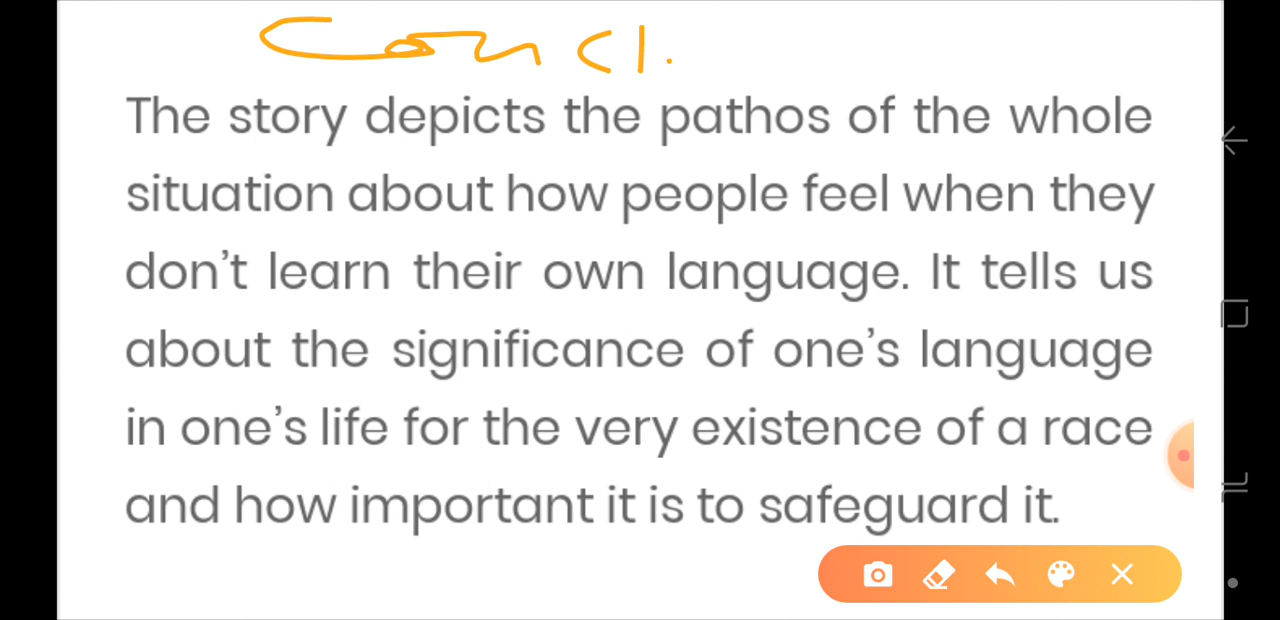 Concl.
The story depicts the pathos of the whole
situation about how people feel when they
don't learn their own language. It tells us
about the significance of one's language
in one's life for the very existence of a race
and how important it is to safeguard it.